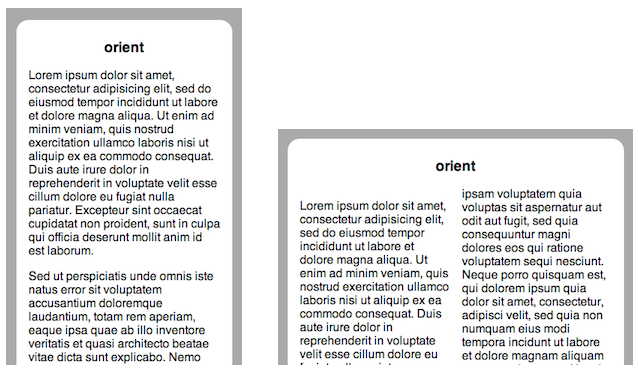 orient
Lorem ipsum dolor sit amet,
consectetur adipisicing elit, sed do
eiusmod tempor incididunt ut labore
et dolore magna aliqua. Ut enim ad
minim veniam, quis nostrud
exercitation ullamco laboris nisi ut
aliquip ex ea commodo consequat.
Duis aute irure dolor in
reprehenderit in voluptate velit esse
cillum dolore eu fugiat nulla
pariatur. Excepteur sint occaecat
cupidatat non proident, sunt in culpa
qui officia deserunt mollit anim id
est laborum.
Sed ut perspiciatis unde omnis iste
natus error sit voluptatem
accusantium doloremque
laudantium, totam rem aperiam,
eaque ipsa quae ab illo inventore
veritatis et quasi architecto beatae
vitae dicta sunt explicabo. Nemo
orient
Lorem ipsum dolor sit amet,
consectetur adipisicing elit,
sed do eiusmod tempor
incididunt ut labore et
dolore magna aliqua. Ut
enim ad minim veniam, quis
nostrud exercitation ullamco
laboris nisi ut aliquip ex ea
commodo consequat. Duis
aute irure dolor in
reprehenderit in voluptate
velit esse cillum dolore eu
ipsam voluptatem quia
voluptas sit aspernatur aut
odit aut fugit, sed quia
consequuntur magni
dolores eos qui ratione
voluptatem sequi nesciunt.
Neque porro quisquam est,
qui dolorem ipsum quia
dolor sit amet, consectetur,
adipisci velit, sed quia non
numquam eius modi
tempora incidunt ut labore
et dolore magnam aliquam